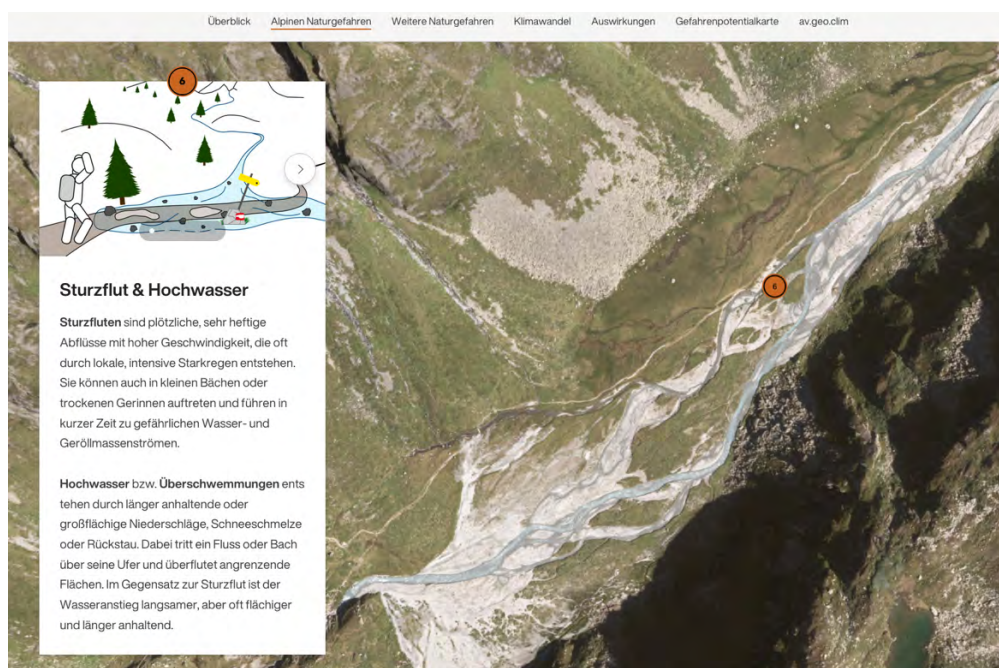 Überblick Alpinen Naturgefahren Weitere Naturgefahren Klimawandel Auswirkungen Gefahrenpotentialkarte av.geo.clim
6
Sturzflut & Hochwasser
Sturzfluten sind plötzliche, sehr heftige
Abflüsse mit hoher Geschwindigkeit, die oft
durch lokale, intensive Starkregen entstehen.
Sie können auch in kleinen Bächen oder
trockenen Gerinnen auftreten und führen in
kurzer Zeit zu gefährlichen Wasser- und
Geröllmassenströmen.
Hochwasser bzw. Überschwemmungen ents
tehen durch länger anhaltende oder
großflächige Niederschläge, Schneeschmelze
oder Rückstau. Dabei tritt ein Fluss oder Bach
über seine Ufer und überflutet angrenzende
Flächen. Im Gegensatz zur Sturzflut ist der
Wasseranstieg langsamer, aber oft flächiger
und länger anhaltend.
6